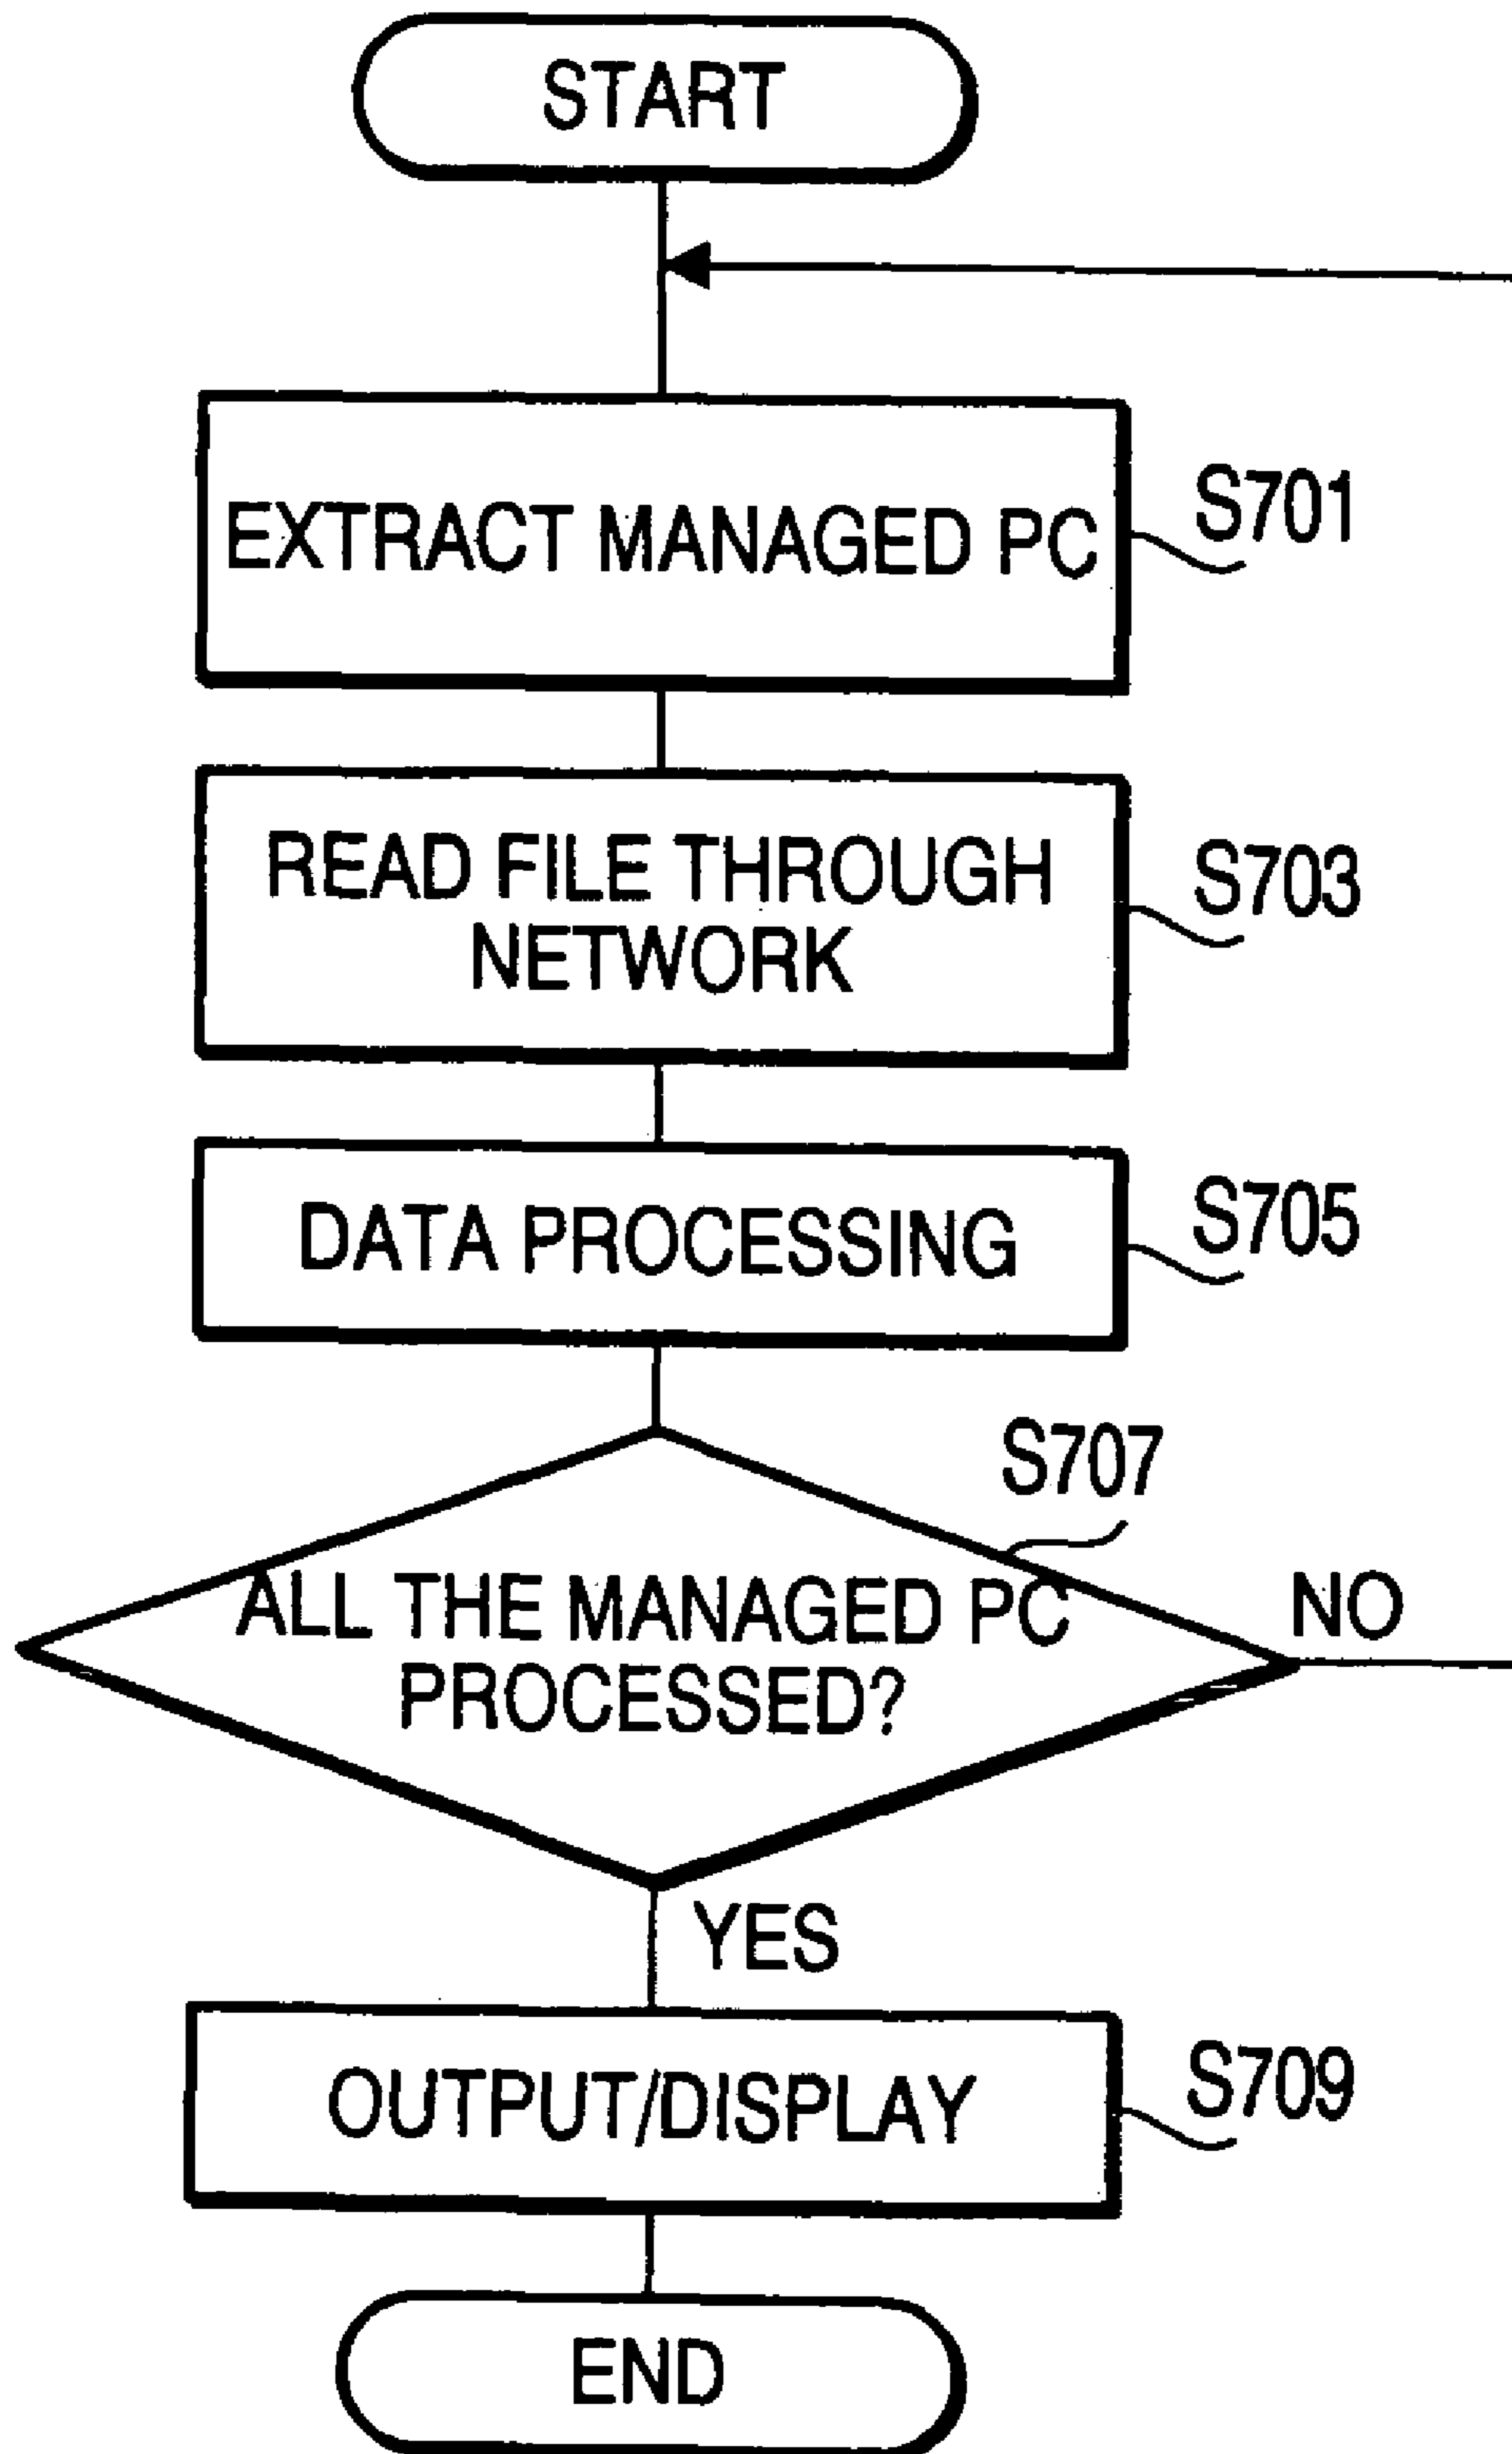 START
EXTRACT MANAGED PC
S701
READ FILE THROUGH
NETWORK
S703
DATA PROCESSING
S705
S707
ALL THE MANAGED PC
PROCESSED?
NO
YES
OUTPUT/DISPLAY
S709
END